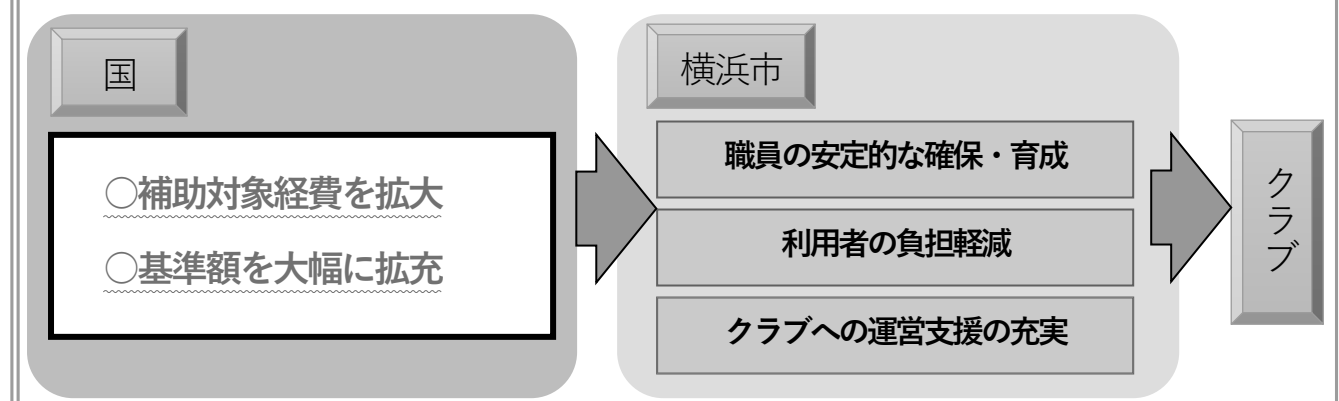 国
○補助対象経費を拡大
○基準額を大幅に拡充
横浜市
職員の安定的な確保・育成
利用者の負担軽減
クラブへの運営支援の充実
クラブ